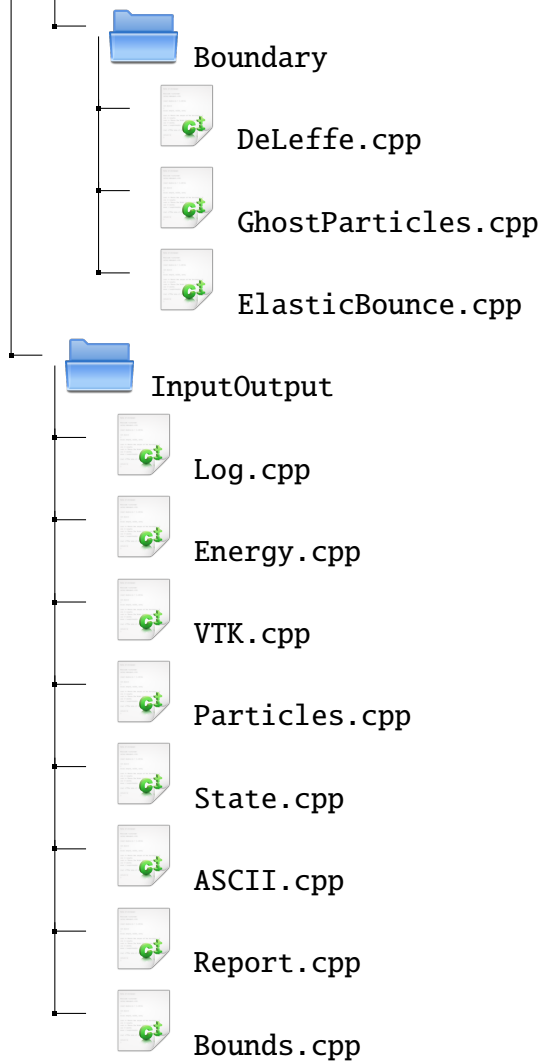 Boundary
DeLeffe.cpp
GhostParticles.cpp
ElasticBounce.cpp
InputOutput
Log.cpp
Energy.cpp
VTK.cpp
Particles.cpp
State.cpp
ASCII.cpp
Report.cpp
Bounds.cpp